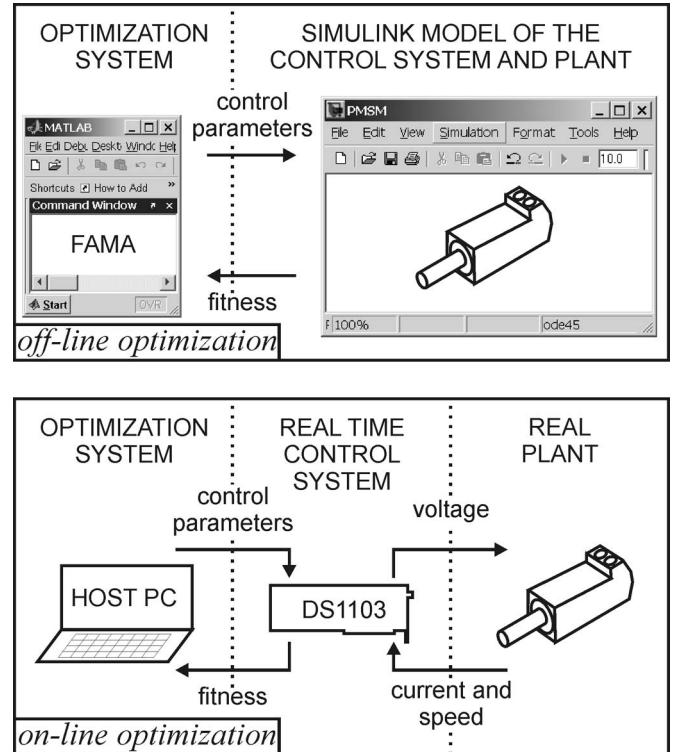 OPTIMIZATION
SYSTEM
SIMULINK MODEL OF THE
CONTROL SYSTEM AND PLANT
control
parameters
MATLAB
File Edit Debu Deskt Windo Help
Shortcuts How to Add »
Command Window
FAMA
Start
OVR
fitness
PMSM
File Edit View Simulation Format Tools Help
10.0
100%
ode45
off-line optimization
OPTIMIZATION
SYSTEM
REAL TIME
CONTROL
SYSTEM
REAL
PLANT
control
parameters
voltage
HOST PC
DS1103
fitness
current and
speed
on-line optimization